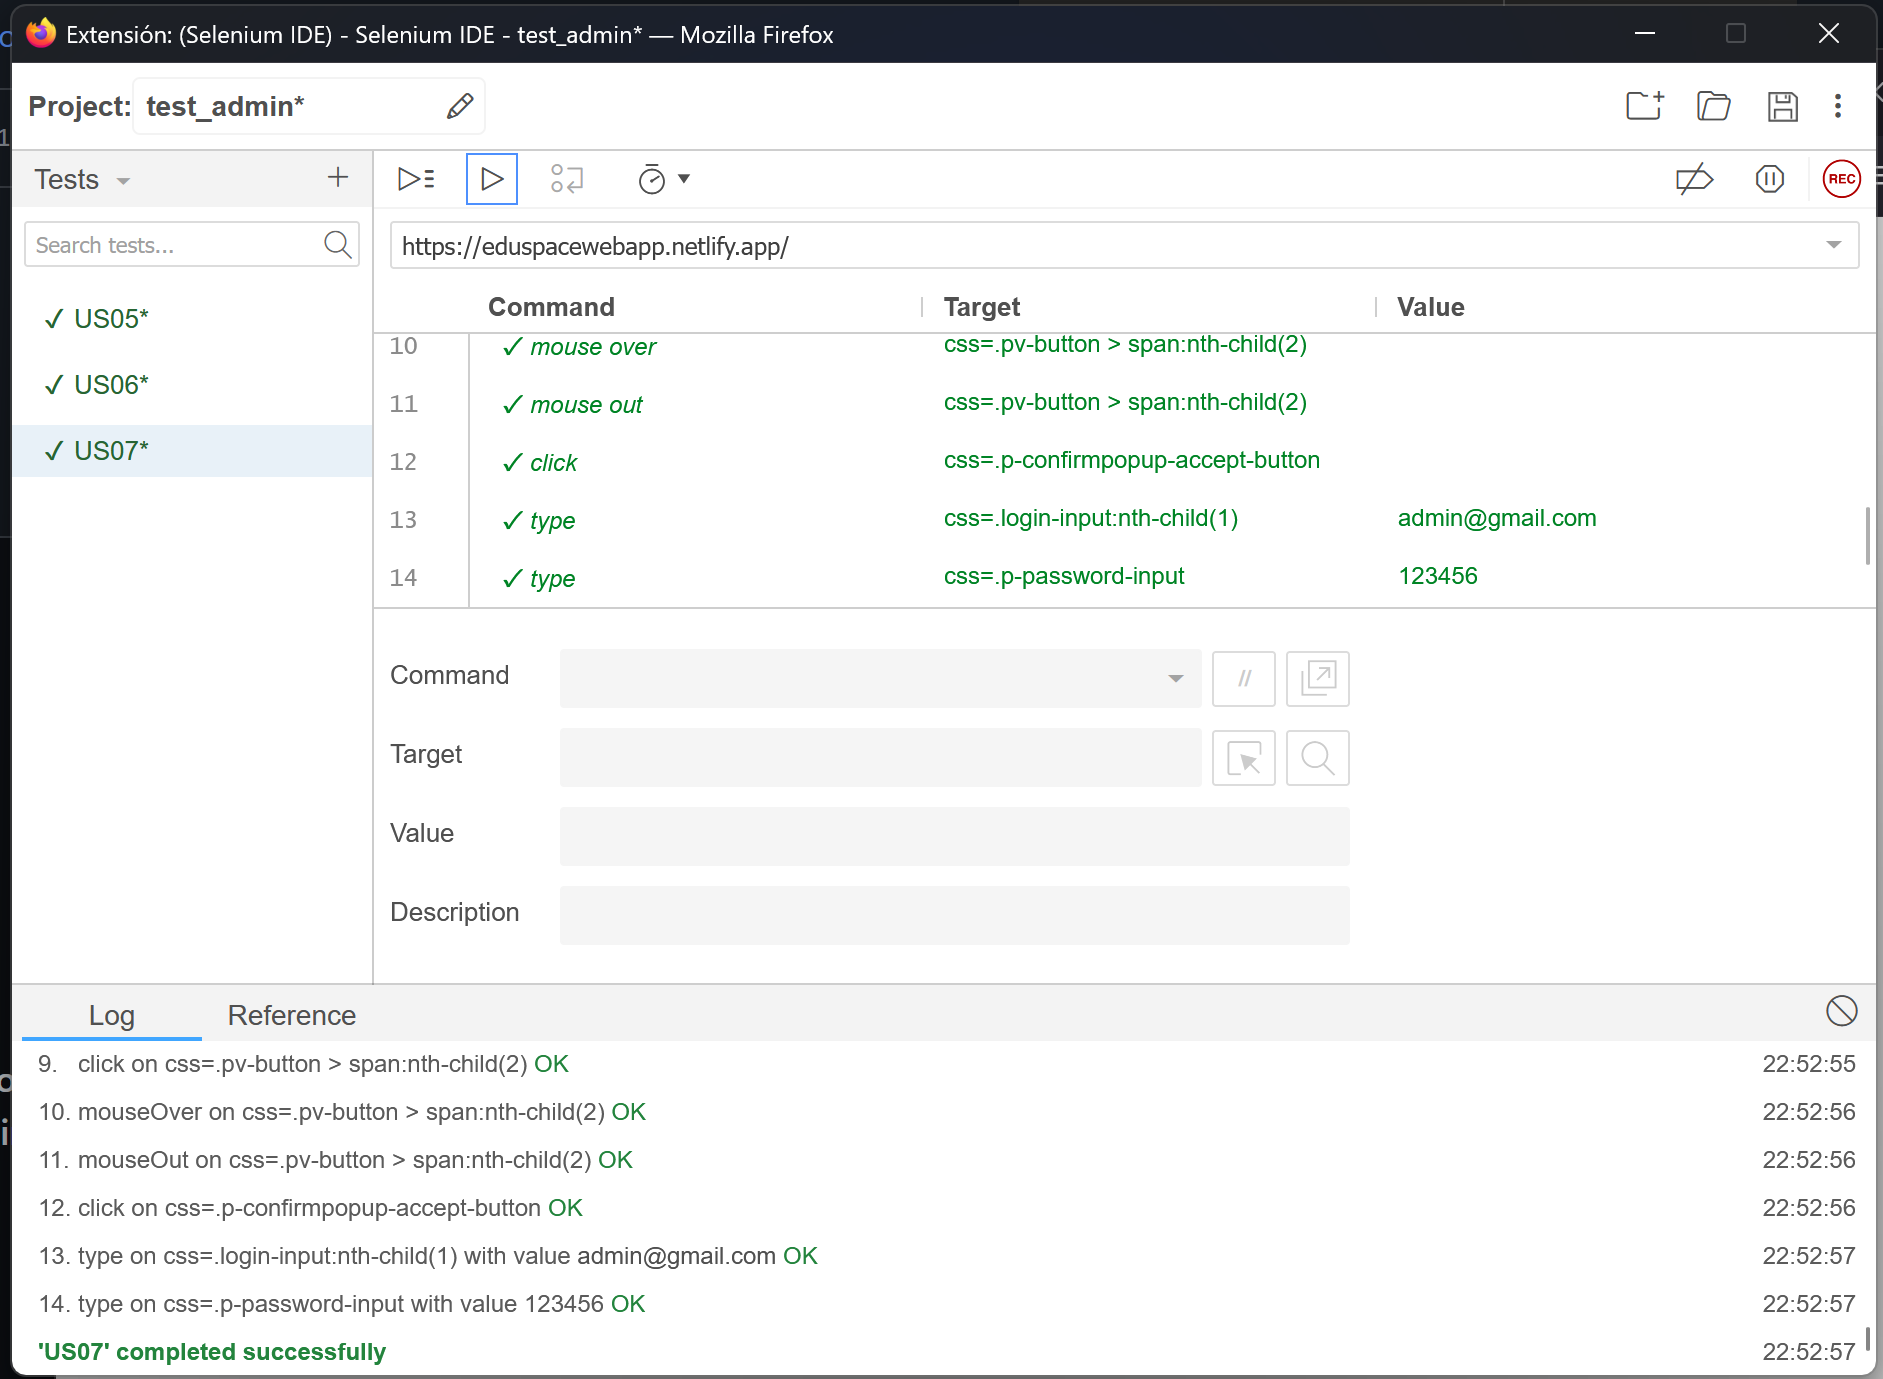 Extensión: (Selenium IDE) - Selenium IDE - test_admin* — Mozilla Firefox
Project: test_admin*
Tests
Search tests...
✓ US05*
✓ US06*
✓ US07*
REC
https://eduspacewebapp.netlify.app/
Command Target Value
10 ✓ mouse over css=.pv-button > span:nth-child(2)
11 ✓ mouse out css=.pv-button > span:nth-child(2)
12 ✓ click css=.p-confirmpopup-accept-button
13 ✓ type css=.login-input:nth-child(1) admin@gmail.com
14 ✓ type css=.p-password-input 123456
Command //
Target
Value
Description
Log Reference
9. click on css=.pv-button > span:nth-child(2) OK 22:52:55
10. mouseOver on css=.pv-button > span:nth-child(2) OK 22:52:56
11. mouseOut on css=.pv-button > span:nth-child(2) OK 22:52:56
12. click on css=.p-confirmpopup-accept-button OK 22:52:56
13. type on css=.login-input:nth-child(1) with value admin@gmail.com OK 22:52:57
14. type on css=.p-password-input with value 123456 OK 22:52:57
'US07' completed successfully 22:52:57